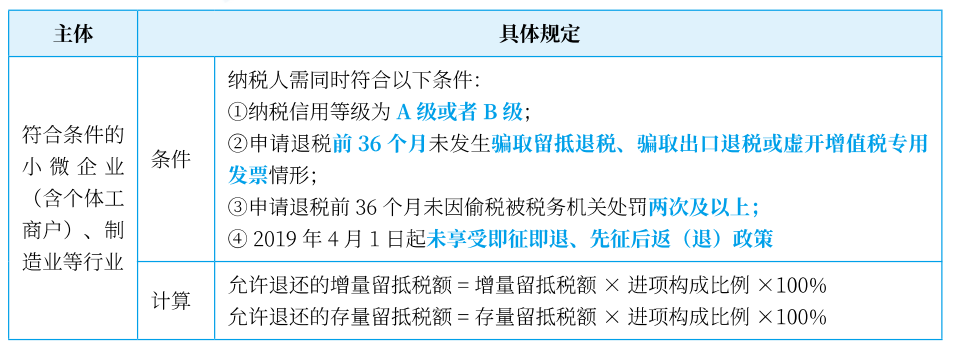 主体
具体规定
符合条件的
小微企业
（含个体工
商户）、制
造业等行业
条件
纳税人需同时符合以下条件：
①纳税信用等级为 A 级或者 B 级；
②申请退税前 36 个月未发生骗取留抵退税、骗取出口退税或虚开增值税专用
发票情形；
③申请退税前 36 个月未因偷税被税务机关处罚两次及以上；
④ 2019 年 4 月 1 日起未享受即征即退、先征后返（退）政策
计算
允许退还的增量留抵税额 = 增量留抵税额 × 进项构成比例 ×100%
允许退还的存量留抵税额 = 存量留抵税额 × 进项构成比例 ×100%